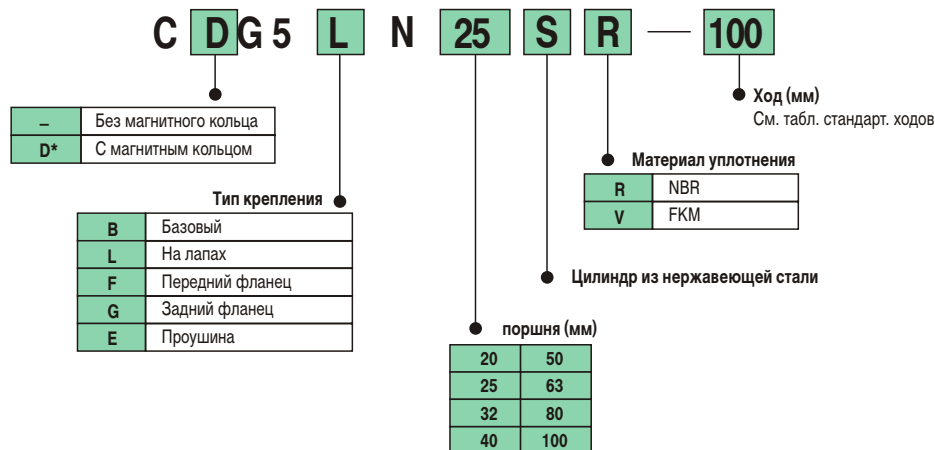 C D G 5 L N 25 S R — 100
Ход (мм)
См. табл. стандарт. ходов
– Без магнитного кольца
D* С магнитным кольцом
Материал уплотнения
R NBR
V FKM
Тип крепления
B Базовый
L На лапах
F Передний фланец
G Задний фланец
E Проушина
Цилиндр из нержавеющей стали
поршня (мм)
20 50
25 63
32 80
40 100